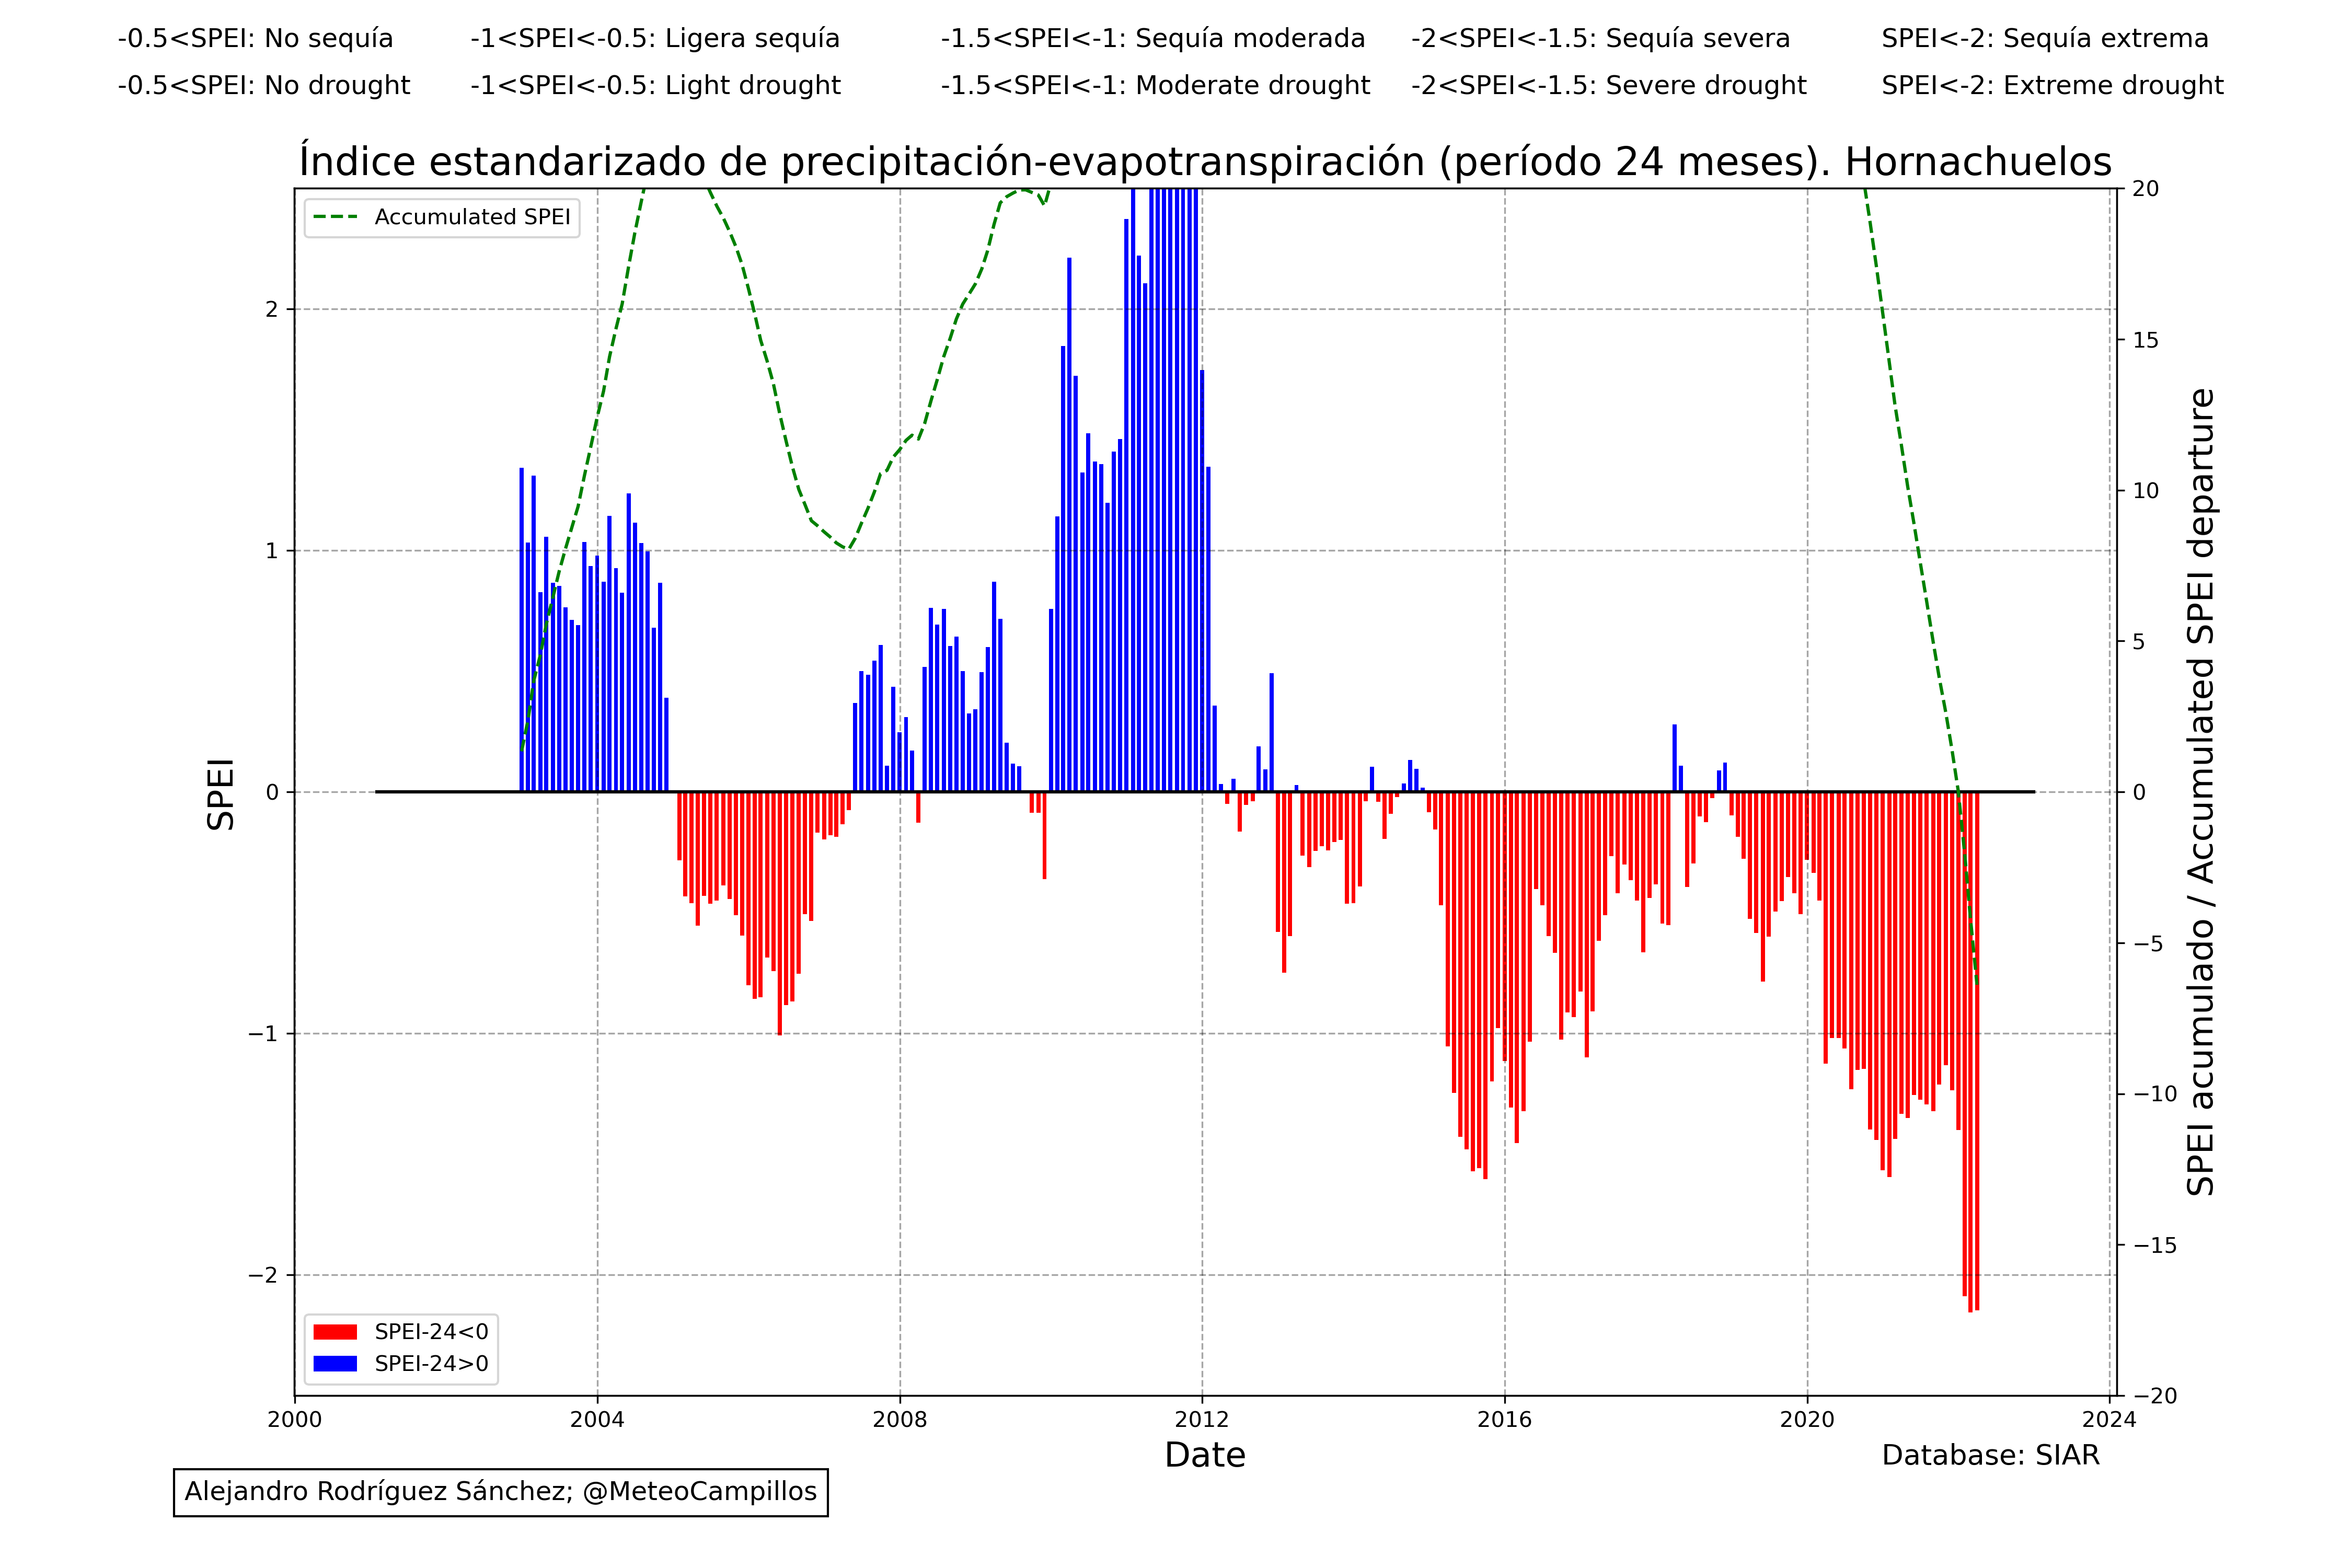 -0.5<SPEI: No sequía -1<SPEI<-0.5: Ligera sequía -1.5<SPEI<-1: Sequía moderada -2<SPEI<-1.5: Sequía severa SPEI<-2: Sequía extrema
-0.5<SPEI: No drought -1<SPEI<-0.5: Light drought -1.5<SPEI<-1: Moderate drought -2<SPEI<-1.5: Severe drought SPEI<-2: Extreme drought
Índice estandarizado de precipitación-evapotranspiración (período 24 meses). Hornachuelos
Accumulated SPEI
SPEI
2
1
0
−1
−2
20
15
10
5
0
−5
−10
−15
−20
SPEI acumulado / Accumulated SPEI departure
SPEI-24<0
SPEI-24>0
2000 2004 2008 2012 2016 2020 2024
Date
Database: SIAR
Alejandro Rodríguez Sánchez; @MeteoCampillos